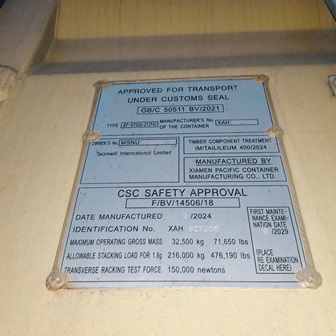 APPROVED FOR TRANSPORT
UNDER CUSTOMS SEAL
GB/C 50511 BV/2021
TYPE MANUFACTURER'S No. XAH
OF THE CONTAINER
OWNER'S No. MSNU
Taomwell International Limited
TIMBER COMPONENT TREATMENT
IM/TAILILEUM 400/2024
MANUFACTURED BY
XIAMEN PACIFIC CONTAINER
MANUFACTURING CO., LTD.
CSC SAFETY APPROVAL
F/BV/14506/18
DATE MANUFACTURED /2024
IDENTIFICATION No. XAH
MAXIMUM OPERATING GROSS MASS 32,500 kg 71,650 lbs
ALLOWABLE STACKING LOAD FOR 1.8g 216,000 kg 476,190 lbs
TRANSVERSE RACKING TEST FORCE 150,000 newtons
FIRST MAINTE-
NANCE EXAMI-
NATION DATE
/2029
(PLACE
RE EXAMINATION
DECAL HERE)